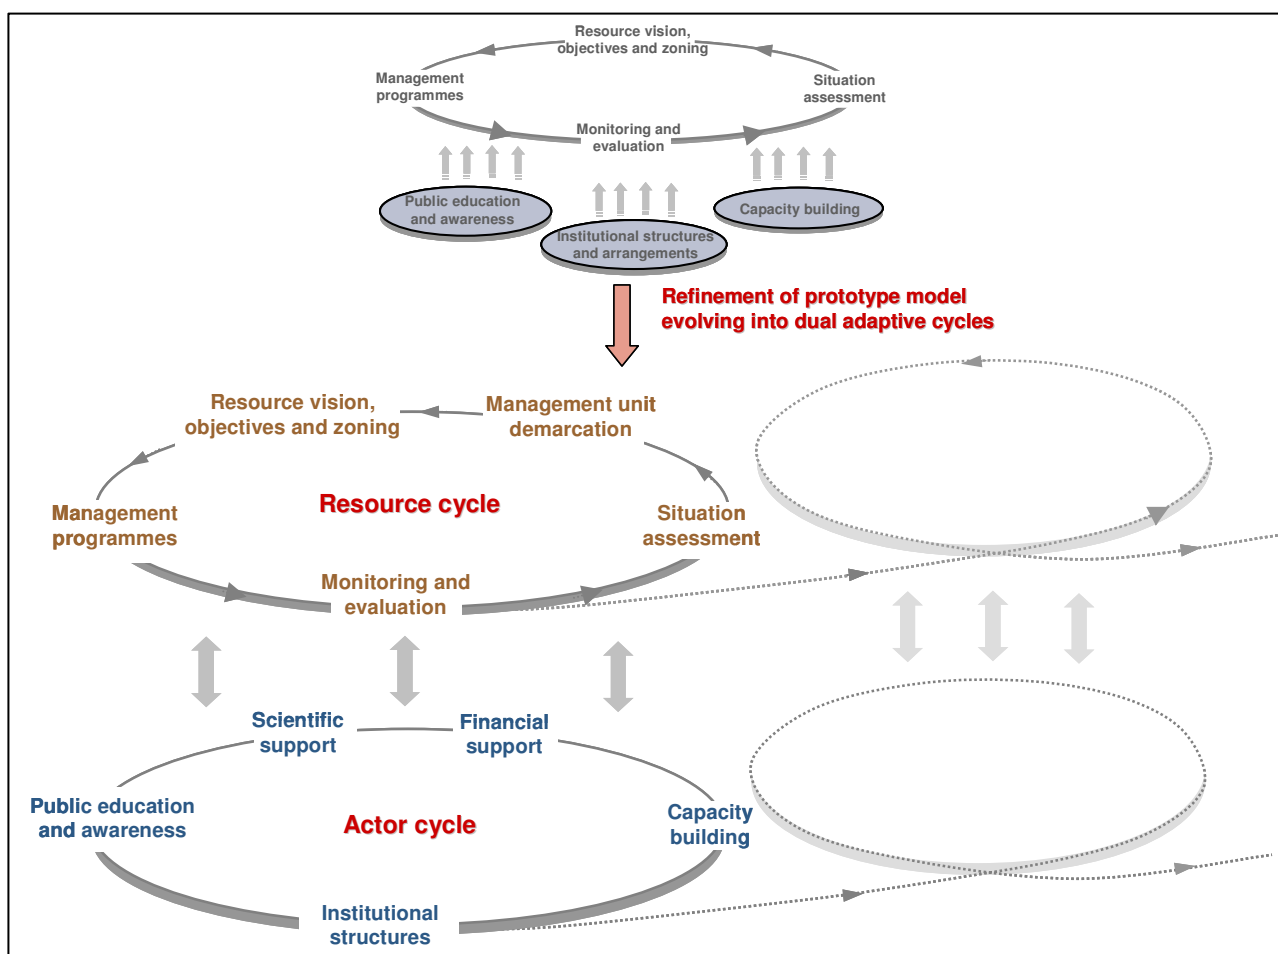 Resource vision,
objectives and zoning
Management
programmes
Situation
assessment
Monitoring and
evaluation
Public education
and awareness
Capacity building
Institutional structures
and arrangements
Refinement of prototype model
evolving into dual adaptive cycles
Resource vision,
objectives and zoning
Management unit
demarcation
Resource cycle
Management
programmes
Situation
assessment
Monitoring and
evaluation
Scientific
support
Financial
support
Public education
and awareness
Actor cycle
Capacity
building
Institutional
structures